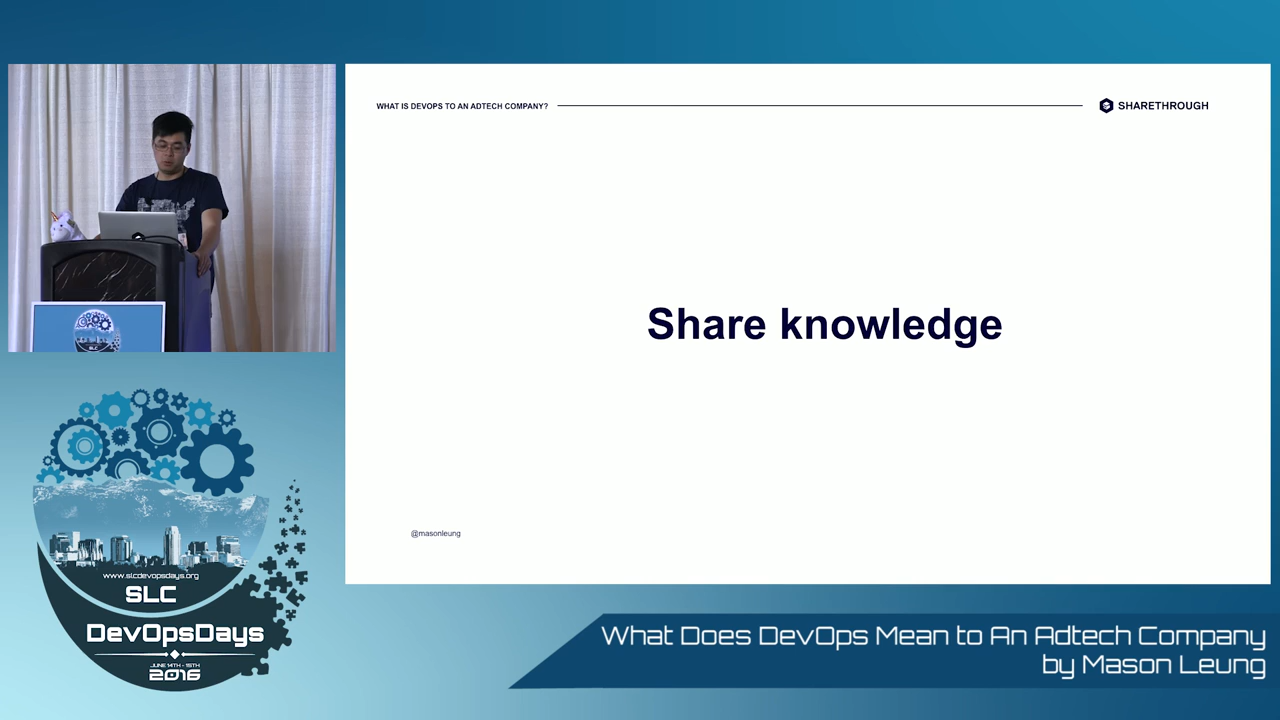 WHAT IS DEVOPS TO AN ADTECH COMPANY?
SHARETHROUGH
Share knowledge
@masonleung
SLC
www.slcdevopsdays.org
SLC
DevOpsDays
JUNE 14TH - 15TH
2016
What Does DevOps Mean to An Adtech Company
by Mason Leung